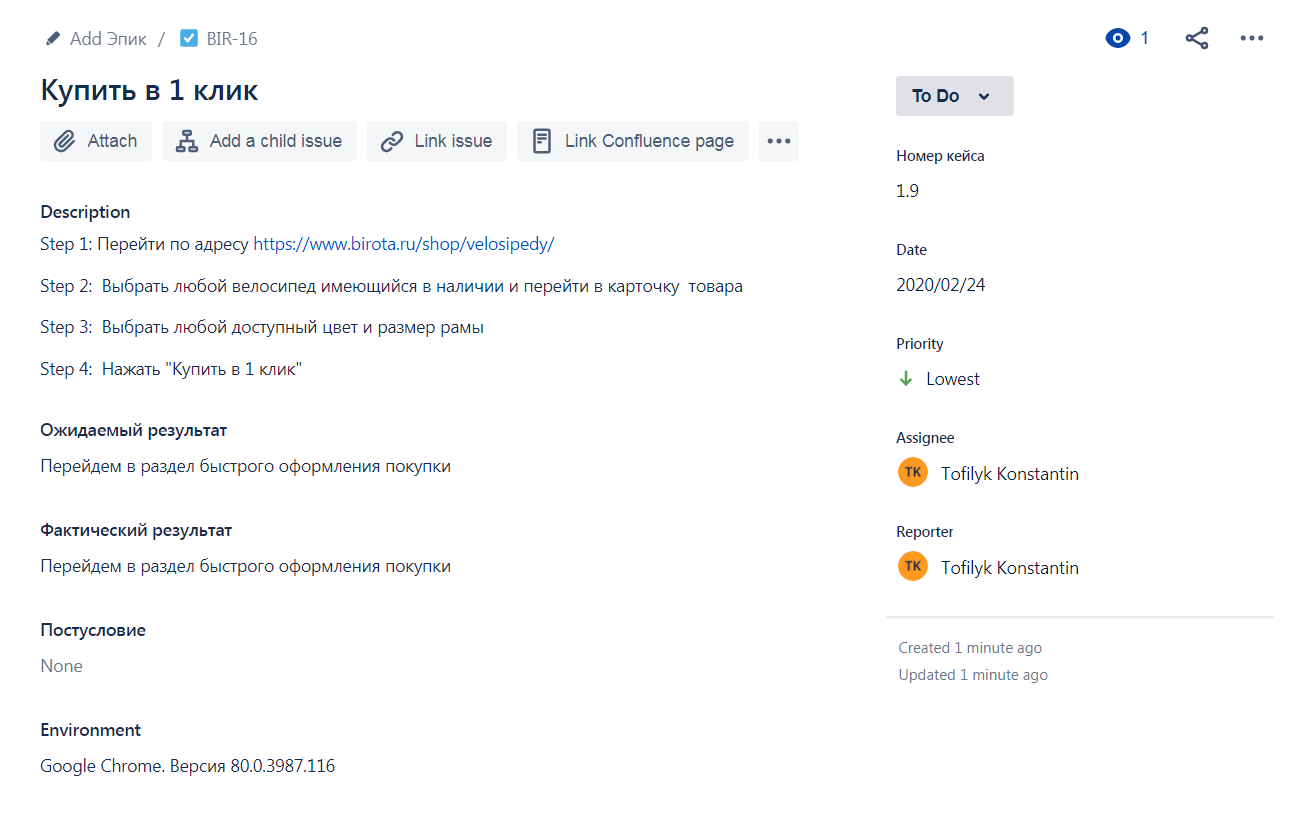 Add Эпик / BIR-16
1
Купить в 1 клик
To Do
Attach
Add a child issue
Link issue
Link Confluence page
Номер кейса
1.9
Description
Step 1: Перейти по адресу https://www.birota.ru/shop/velosipedy/
Step 2: Выбрать любой велосипед имеющийся в наличии и перейти в карточку товара
Step 3: Выбрать любой доступный цвет и размер рамы
Step 4: Нажать "Купить в 1 клик"
Date
2020/02/24
Priority
Lowest
Ожидаемый результат
Перейдем в раздел быстрого оформления покупки
Assignee
TK Tofilyk Konstantin
Фактический результат
Перейдем в раздел быстрого оформления покупки
Reporter
TK Tofilyk Konstantin
Постусловие
None
Created 1 minute ago
Updated 1 minute ago
Environment
Google Chrome. Версия 80.0.3987.116